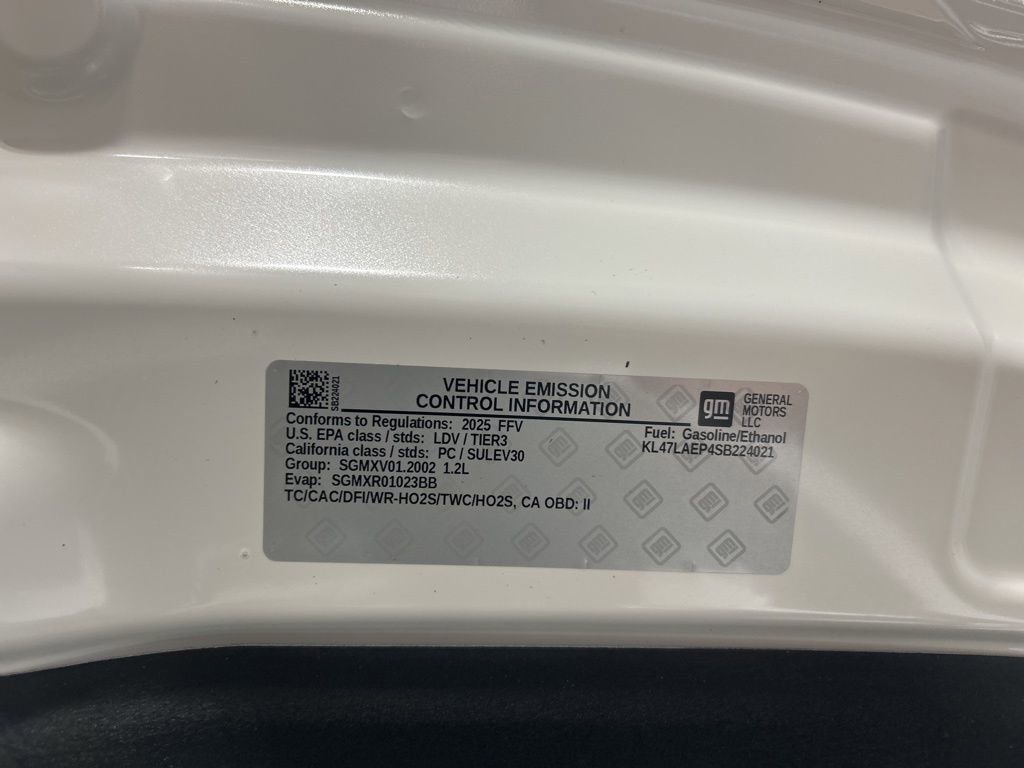 SB224021
VEHICLE EMISSION
CONTROL INFORMATION
gm
GENERAL
MOTORS
LLC
Conforms to Regulations: 2025 FFV
Fuel: Gasoline/Ethanol
U.S. EPA class / stds: LDV / TIER3
KL47LAEP4SB224021
California class / stds: PC / SULEV30
Group: SGMXV01.2002 1.2L
Evap: SGMXR01023BB
TC/CAC/DFI/WR-HO2S/TWC/HO2S, CA OBD: II